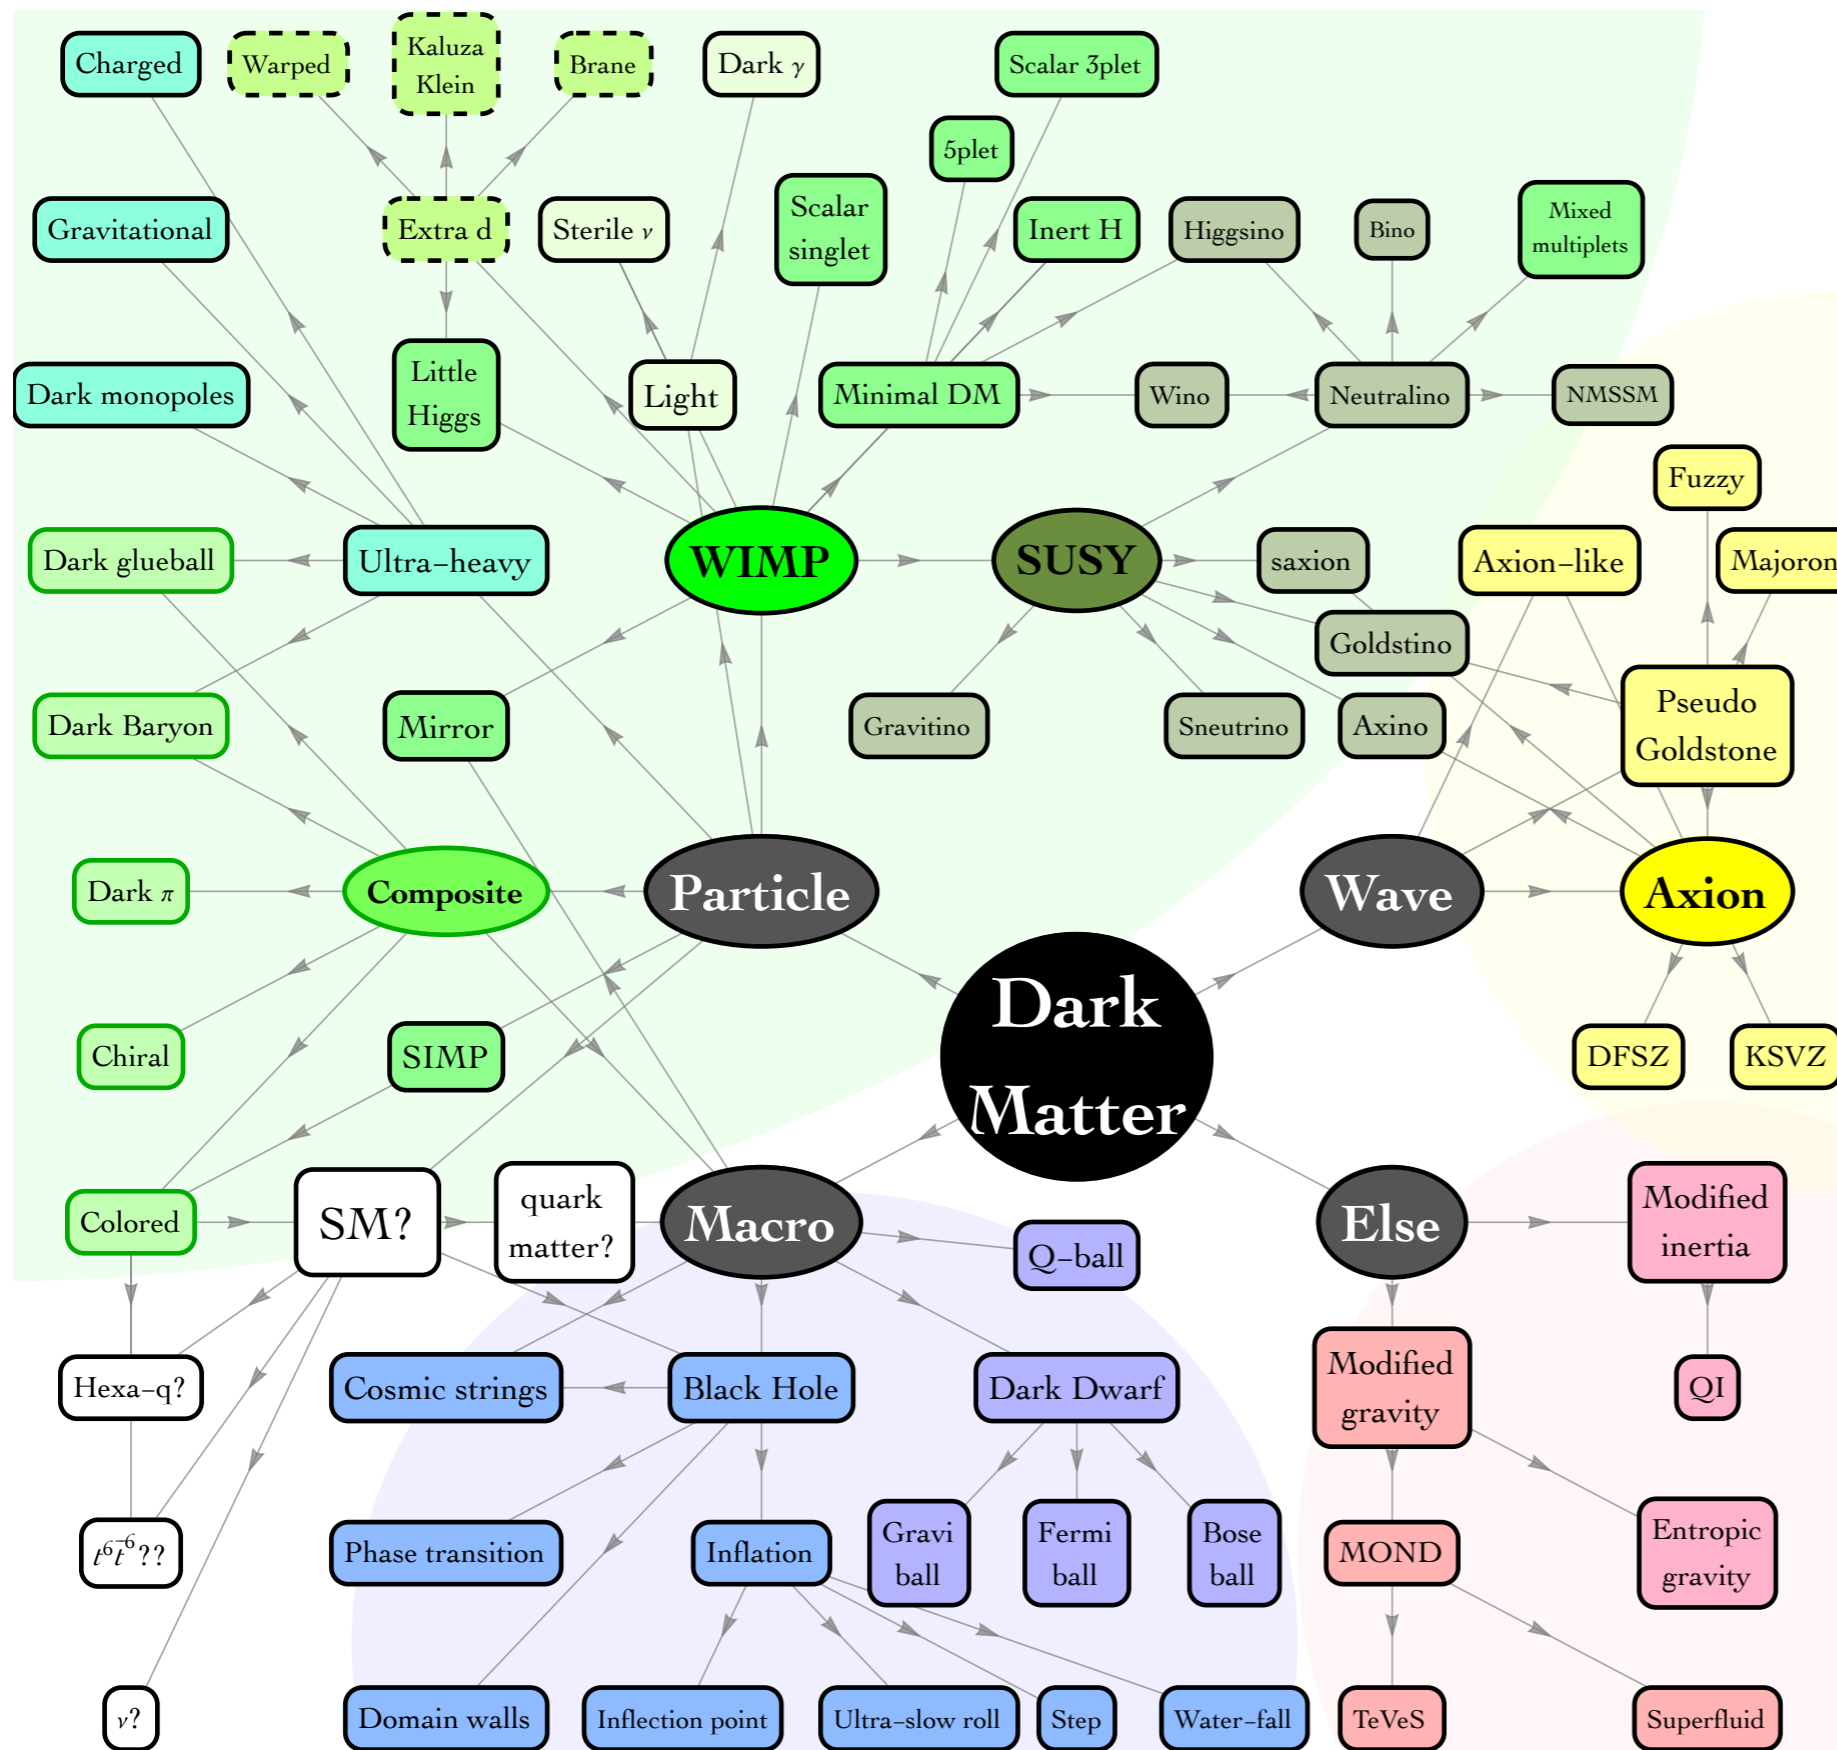 Charged
Warped
Kaluza
Klein
Brane
Dark γ
Scalar 3plet
5plet
Gravitational
Extra d
Sterile ν
Scalar
singlet
Inert H
Higgsino
Bino
Mixed
multiplets
Dark monopoles
Little
Higgs
Light
Minimal DM
Wino
Neutralino
NMSSM
Fuzzy
Dark glueball
Ultra-heavy
WIMP
SUSY
saxion
Axion-like
Majoron
Goldstino
Dark Baryon
Mirror
Gravitino
Sneutrino
Axino
Pseudo
Goldstone
Dark π
Composite
Particle
Wave
Axion
Dark
Matter
Chiral
SIMP
DFSZ
KSVZ
Colored
SM?
quark
matter?
Macro
Q-ball
Else
Modified
inertia
Hexa-q?
Cosmic strings
Black Hole
Dark Dwarf
Modified
gravity
QI
t⁶t̄⁶??
Phase transition
Inflation
Gravi
ball
Fermi
ball
Bose
ball
MOND
Entropic
gravity
ν?
Domain walls
Inflection point
Ultra-slow roll
Step
Water-fall
TeVeS
Superfluid